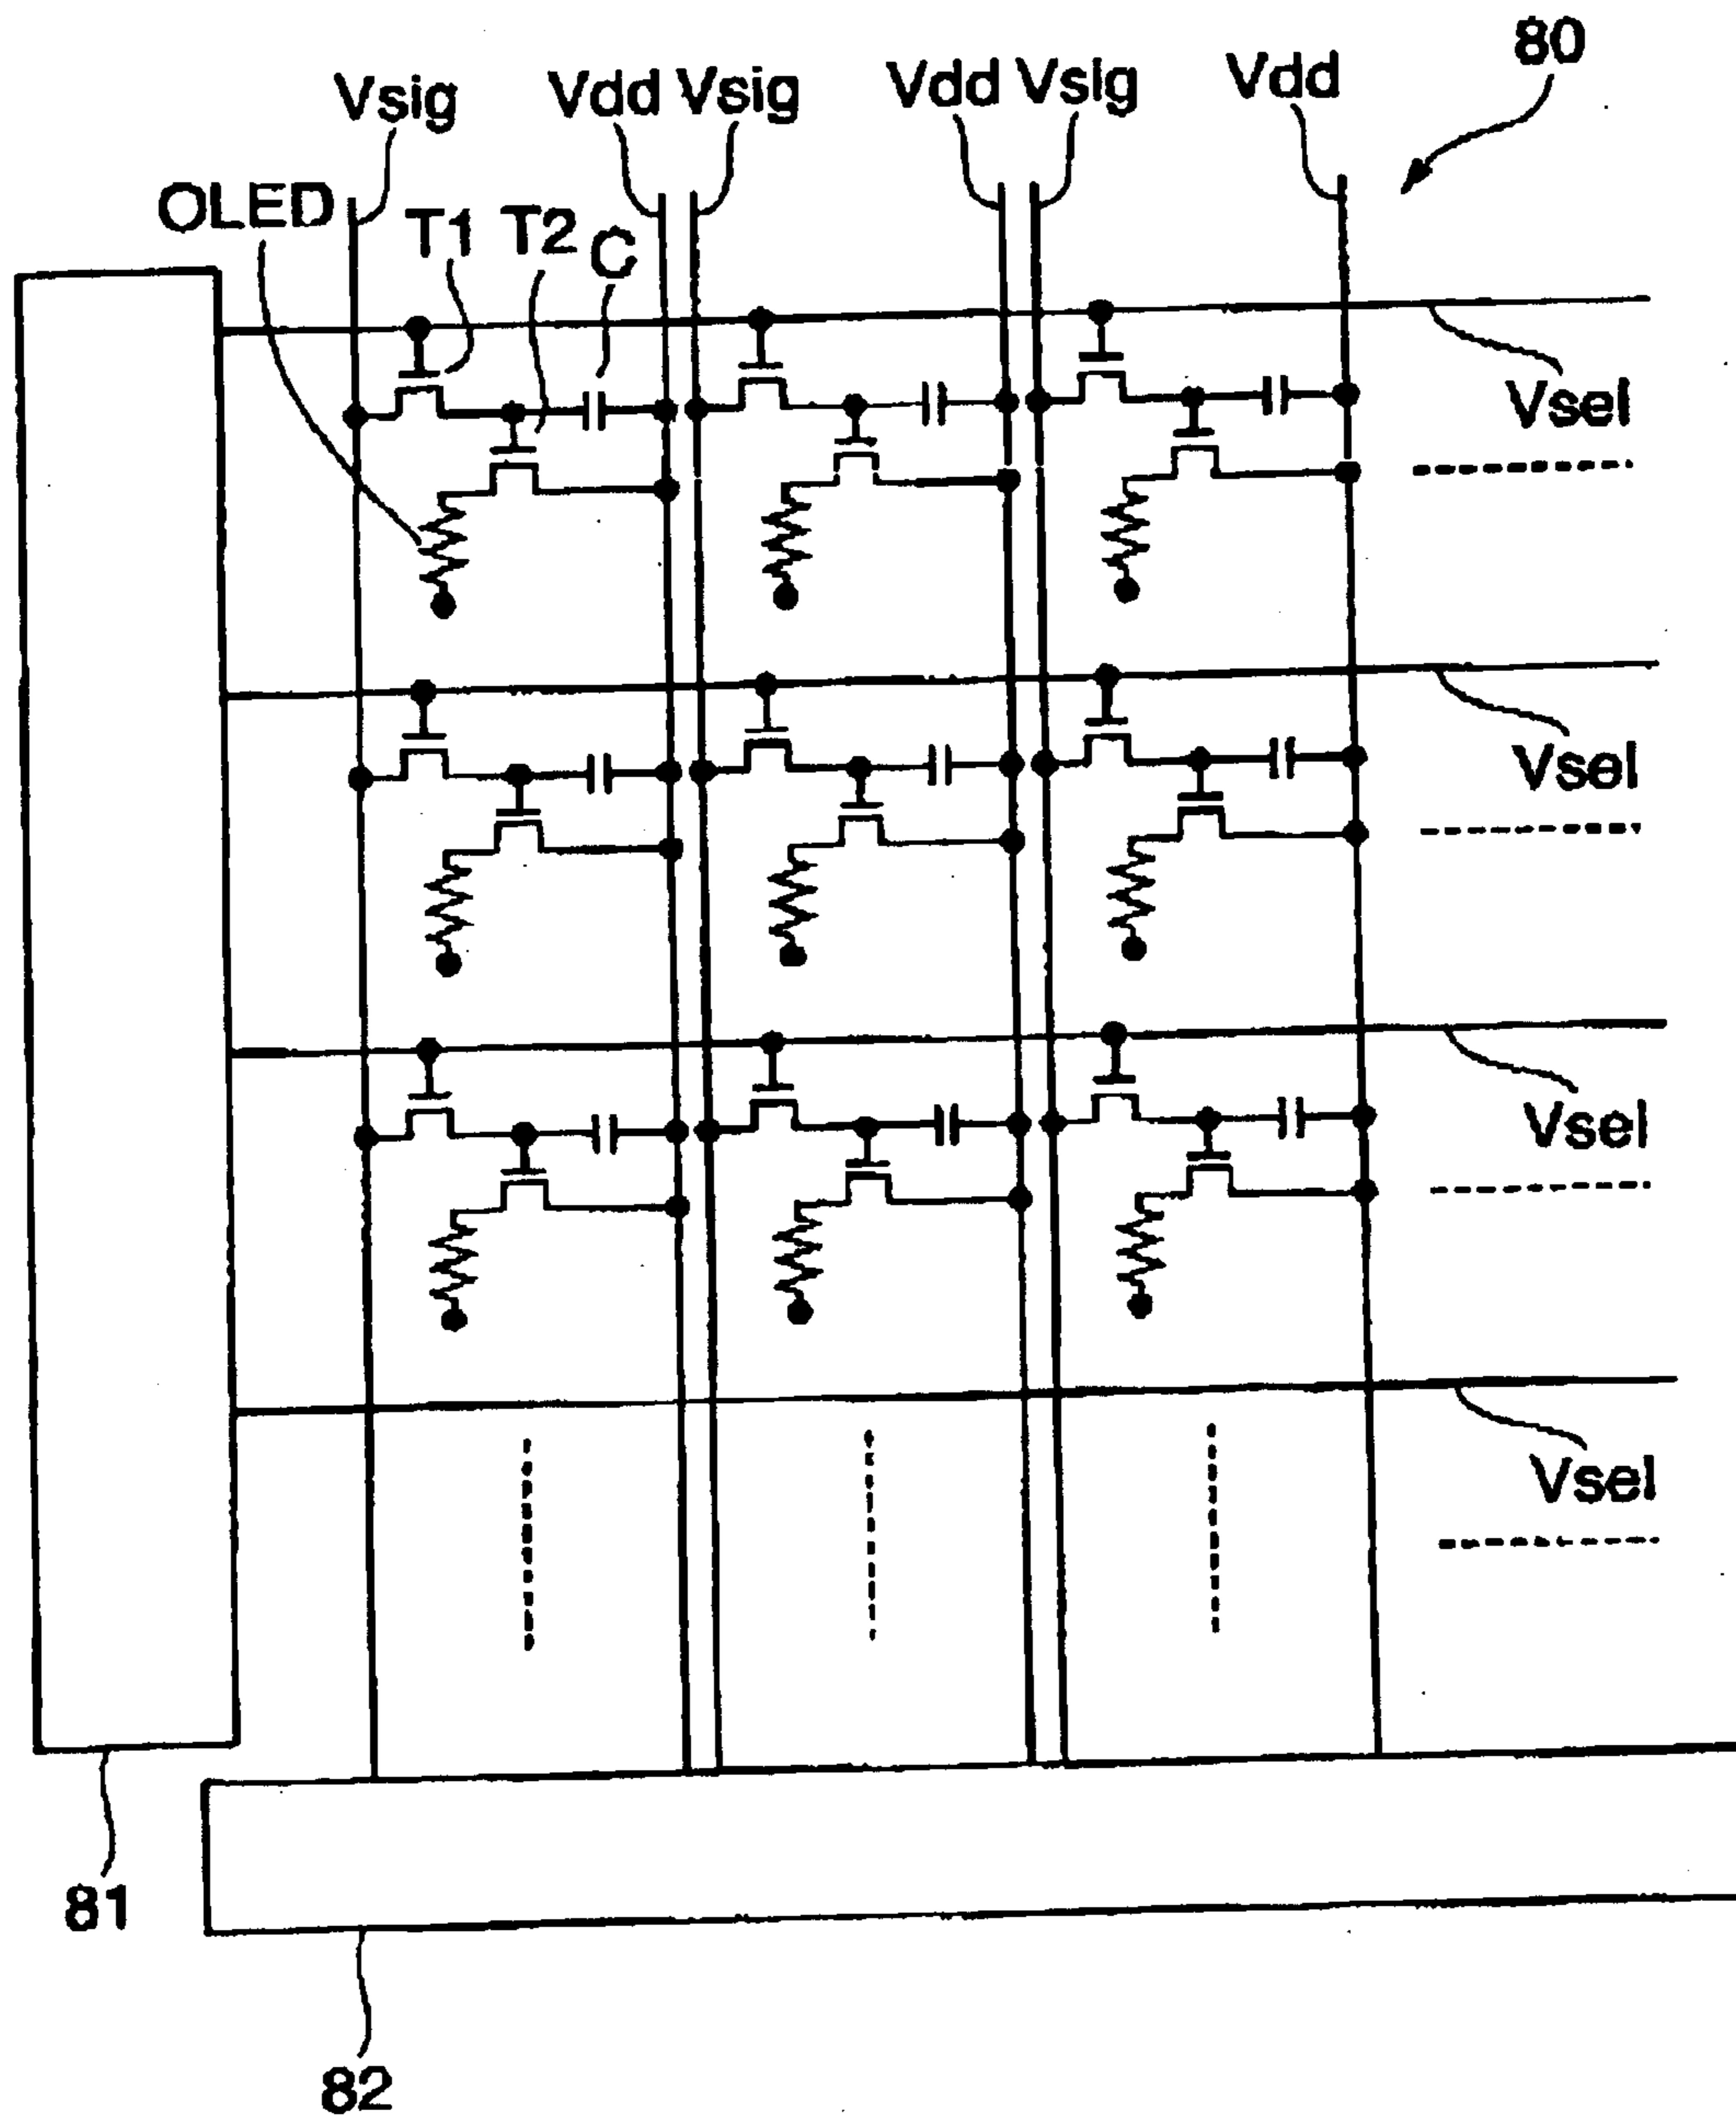 80
Vsig Vdd Vsig Vdd Vsig Vdd
OLED T1 T2 C
Vsel
Vsel
Vsel
Vsel
81
82